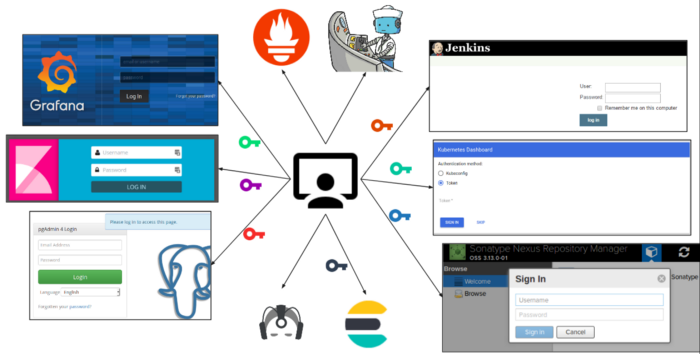 Grafana
password
Log In
Forgot your password?
Username
Password
LOG IN
Please log in to access this page.
pgAdmin 4 Login
Email Address
Password
Login
Language: English
Forgotten your password?
Jenkins
User:
Password
Remember me on this computer
log in
Kubernetes Dashboard
Authentication method
Kubeconfig
Token
Token *
SIGN IN
SKIP
Sonatype Nexus Repository Manager
OSS 3.13.0-01
Browse
Welcome
Browse
Sonatype
Sign In
Username
Password
Sign in
Cancel